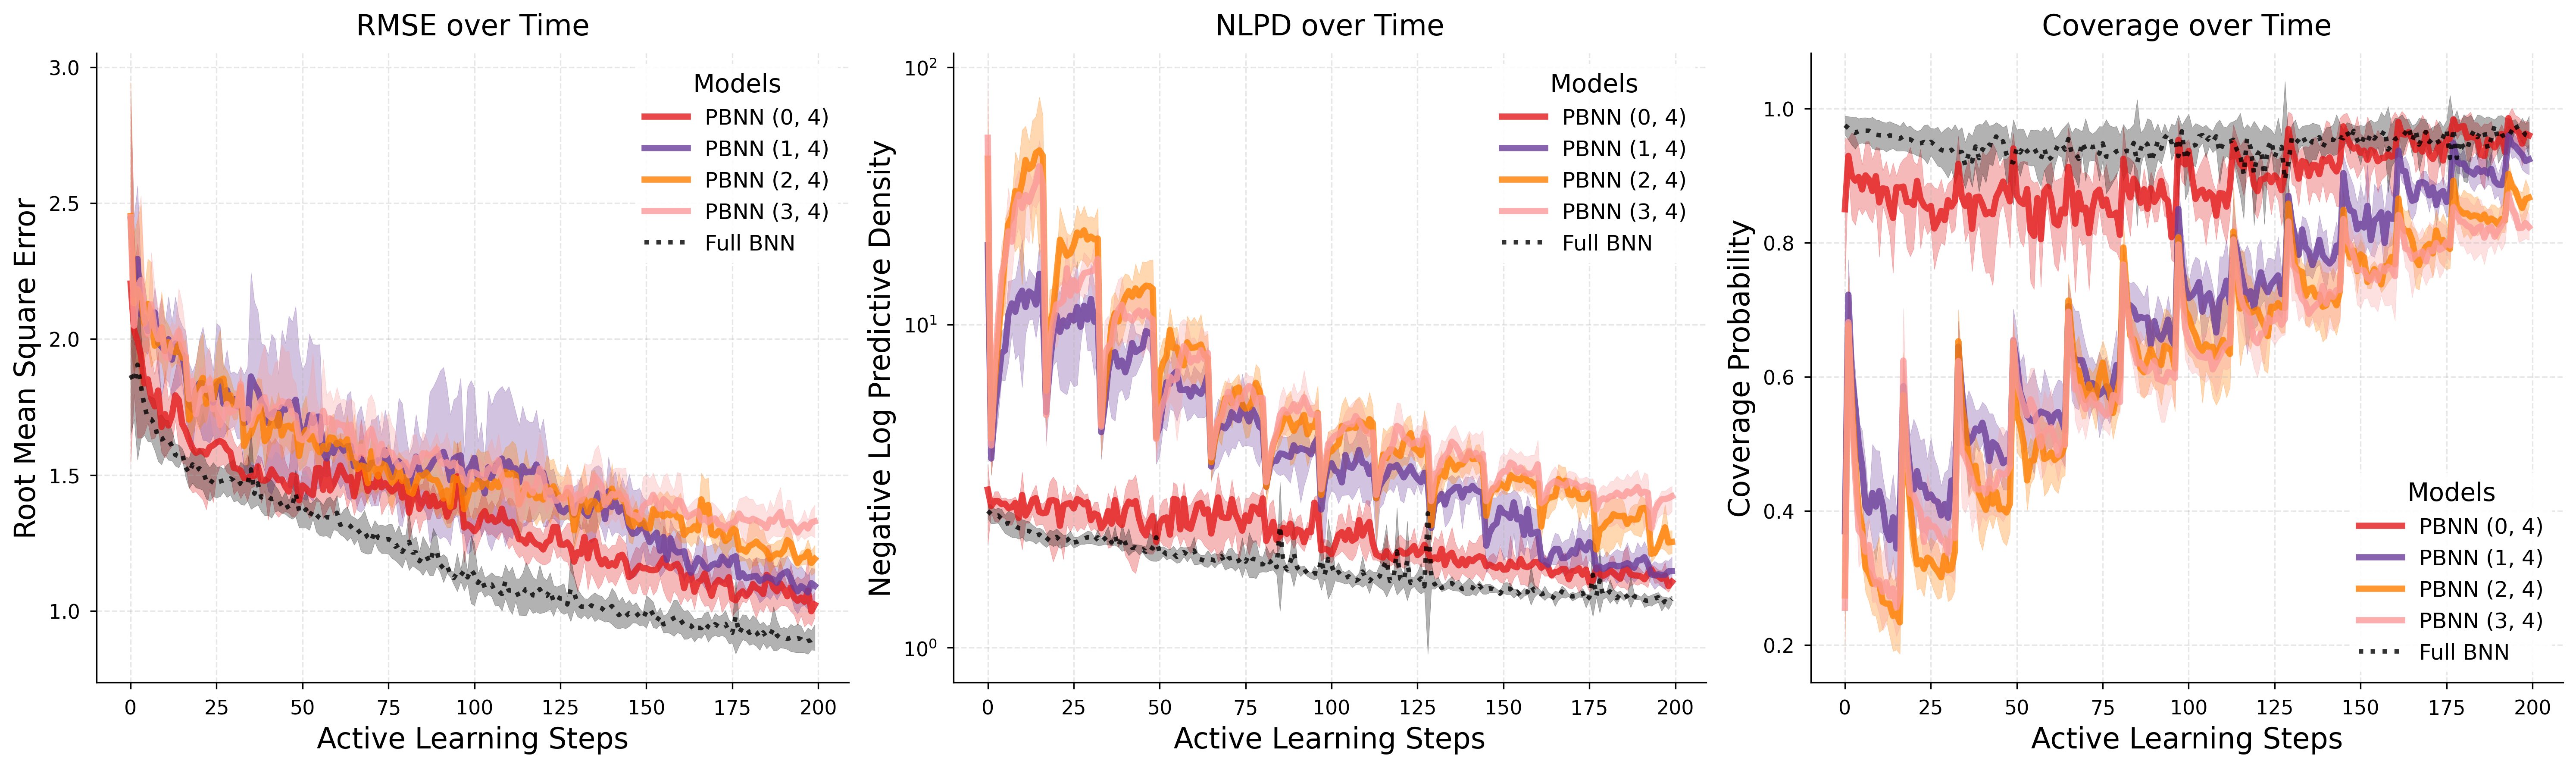 RMSE over Time
Root Mean Square Error
3.0
2.5
2.0
1.5
1.0
0
25
50
75
100
125
150
175
200
Active Learning Steps
Models
PBNN (0, 4)
PBNN (1, 4)
PBNN (2, 4)
PBNN (3, 4)
Full BNN
NLPD over Time
Negative Log Predictive Density
10²
10¹
10⁰
0
25
50
75
100
125
150
175
200
Active Learning Steps
Models
PBNN (0, 4)
PBNN (1, 4)
PBNN (2, 4)
PBNN (3, 4)
Full BNN
Coverage over Time
Coverage Probability
1.0
0.8
0.6
0.4
0.2
0
25
50
75
100
125
150
175
200
Active Learning Steps
Models
PBNN (0, 4)
PBNN (1, 4)
PBNN (2, 4)
PBNN (3, 4)
Full BNN